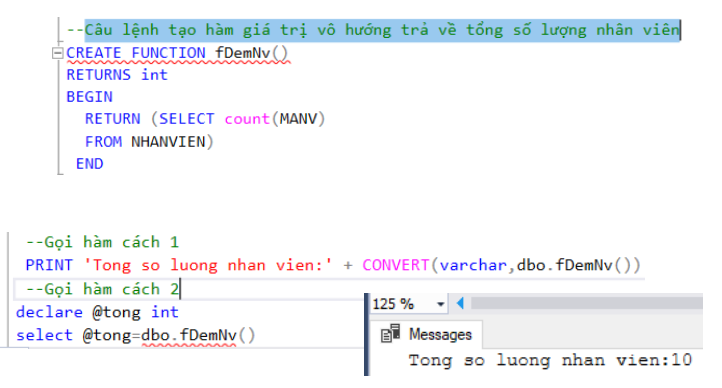 --Câu lệnh tạo hàm giá trị vô hướng trả về tổng số lượng nhân viên
CREATE FUNCTION fDemNv()
RETURNS int
BEGIN
RETURN (SELECT count(MANV)
FROM NHANVIEN)
END
--Gọi hàm cách 1
PRINT 'Tong so luong nhan vien:' + CONVERT(varchar,dbo.fDemNv())
--Gọi hàm cách 2
declare @tong int
select @tong=dbo.fDemNv()
125 %
Messages
Tong so luong nhan vien:10